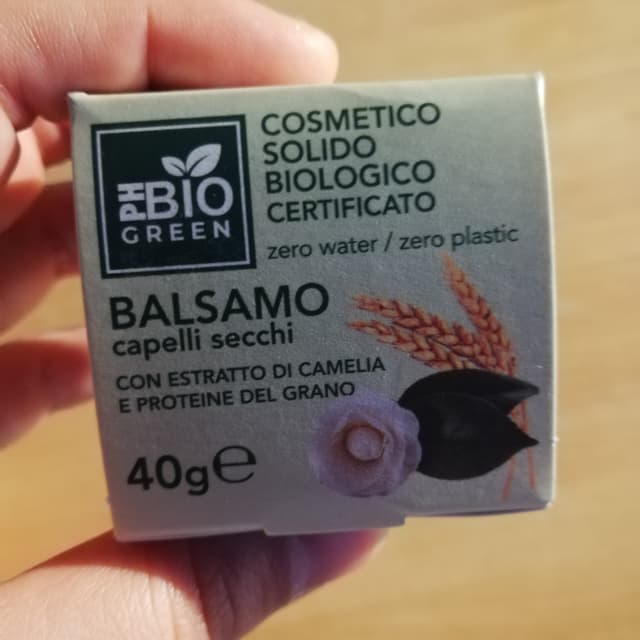 PH BIO
GREEN
COSMETICO
SOLIDO
BIOLOGICO
CERTIFICATO
zero water / zero plastic
BALSAMO
capelli secchi
CON ESTRATTO DI CAMELIA
E PROTEINE DEL GRANO
40g℮